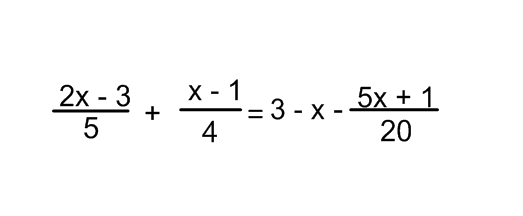 2x - 3 x - 1 5x + 1
+ = 3 - x -
5 4 20